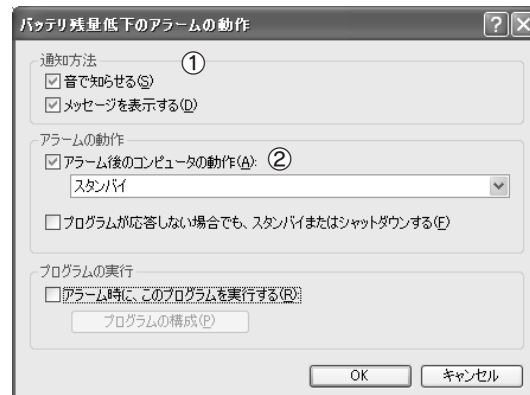 バッテリ残量低下のアラームの動作
通知方法 ①
音で知らせる(S)
メッセージを表示する(D)
アラームの動作
アラーム後のコンピュータの動作(A): ②
スタンバイ
プログラムが応答しない場合でも、スタンバイまたはシャットダウンする(F)
プログラムの実行
アラーム時に、このプログラムを実行する(R):
プログラムの構成(P)
OK キャンセル